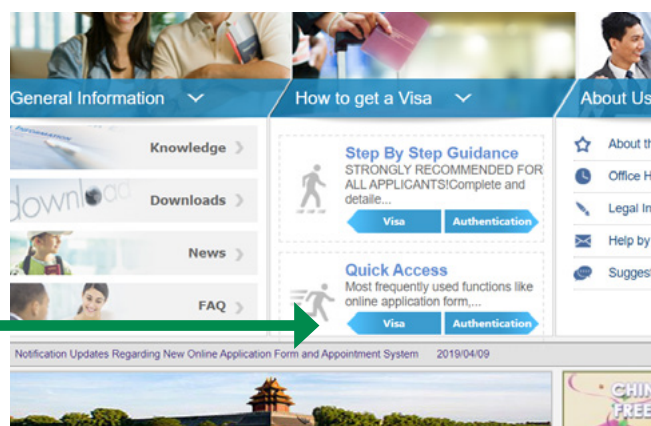 General Information
How to get a Visa
About Us
Knowledge
Downloads
News
FAQ
Step By Step Guidance
STRONGLY RECOMMENDED FOR
ALL APPLICANTS!Complete and
detaile...
Visa Authentication
Quick Access
Most frequently used functions like
online application form,...
Visa Authentication
About th
Office H
Legal In
Help by
Suggest
Notification Updates Regarding New Online Application Form and Appointment System 2019/04/09
CHIN
FREE